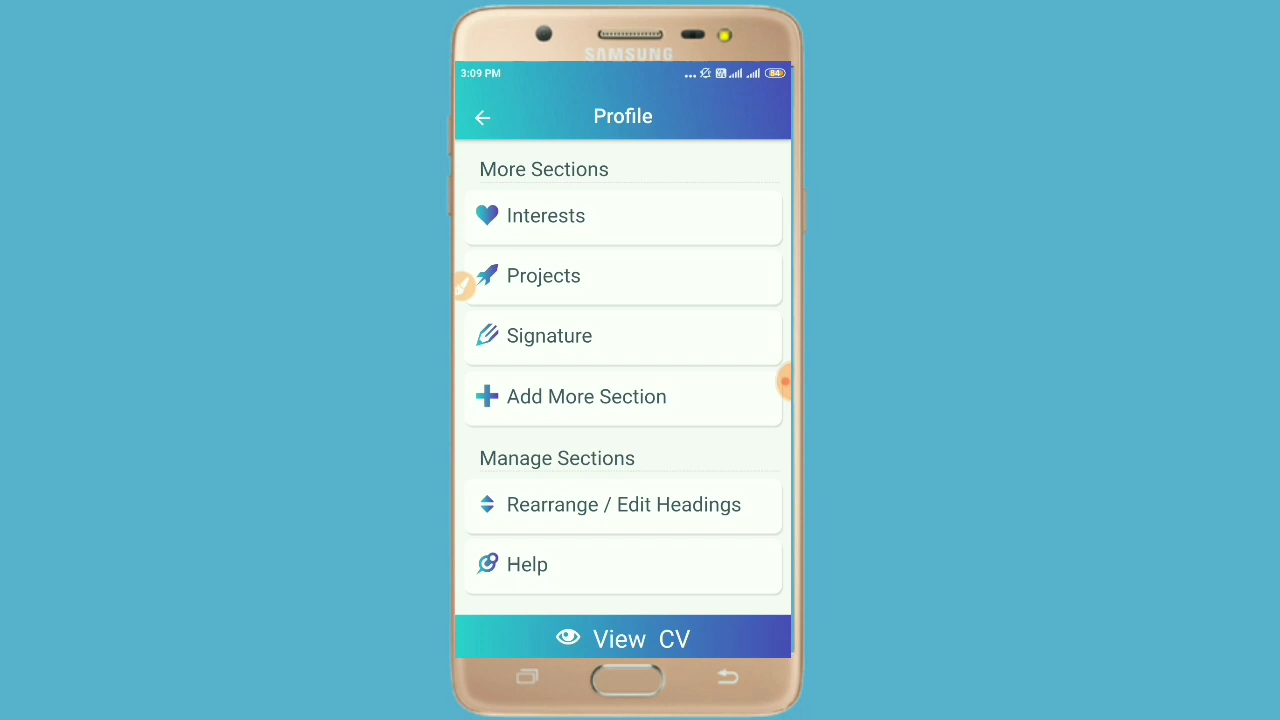 SAMSUNG
3:09 PM
84
Profile
More Sections
Interests
Projects
Signature
Add More Section
Manage Sections
Rearrange / Edit Headings
Help
View CV